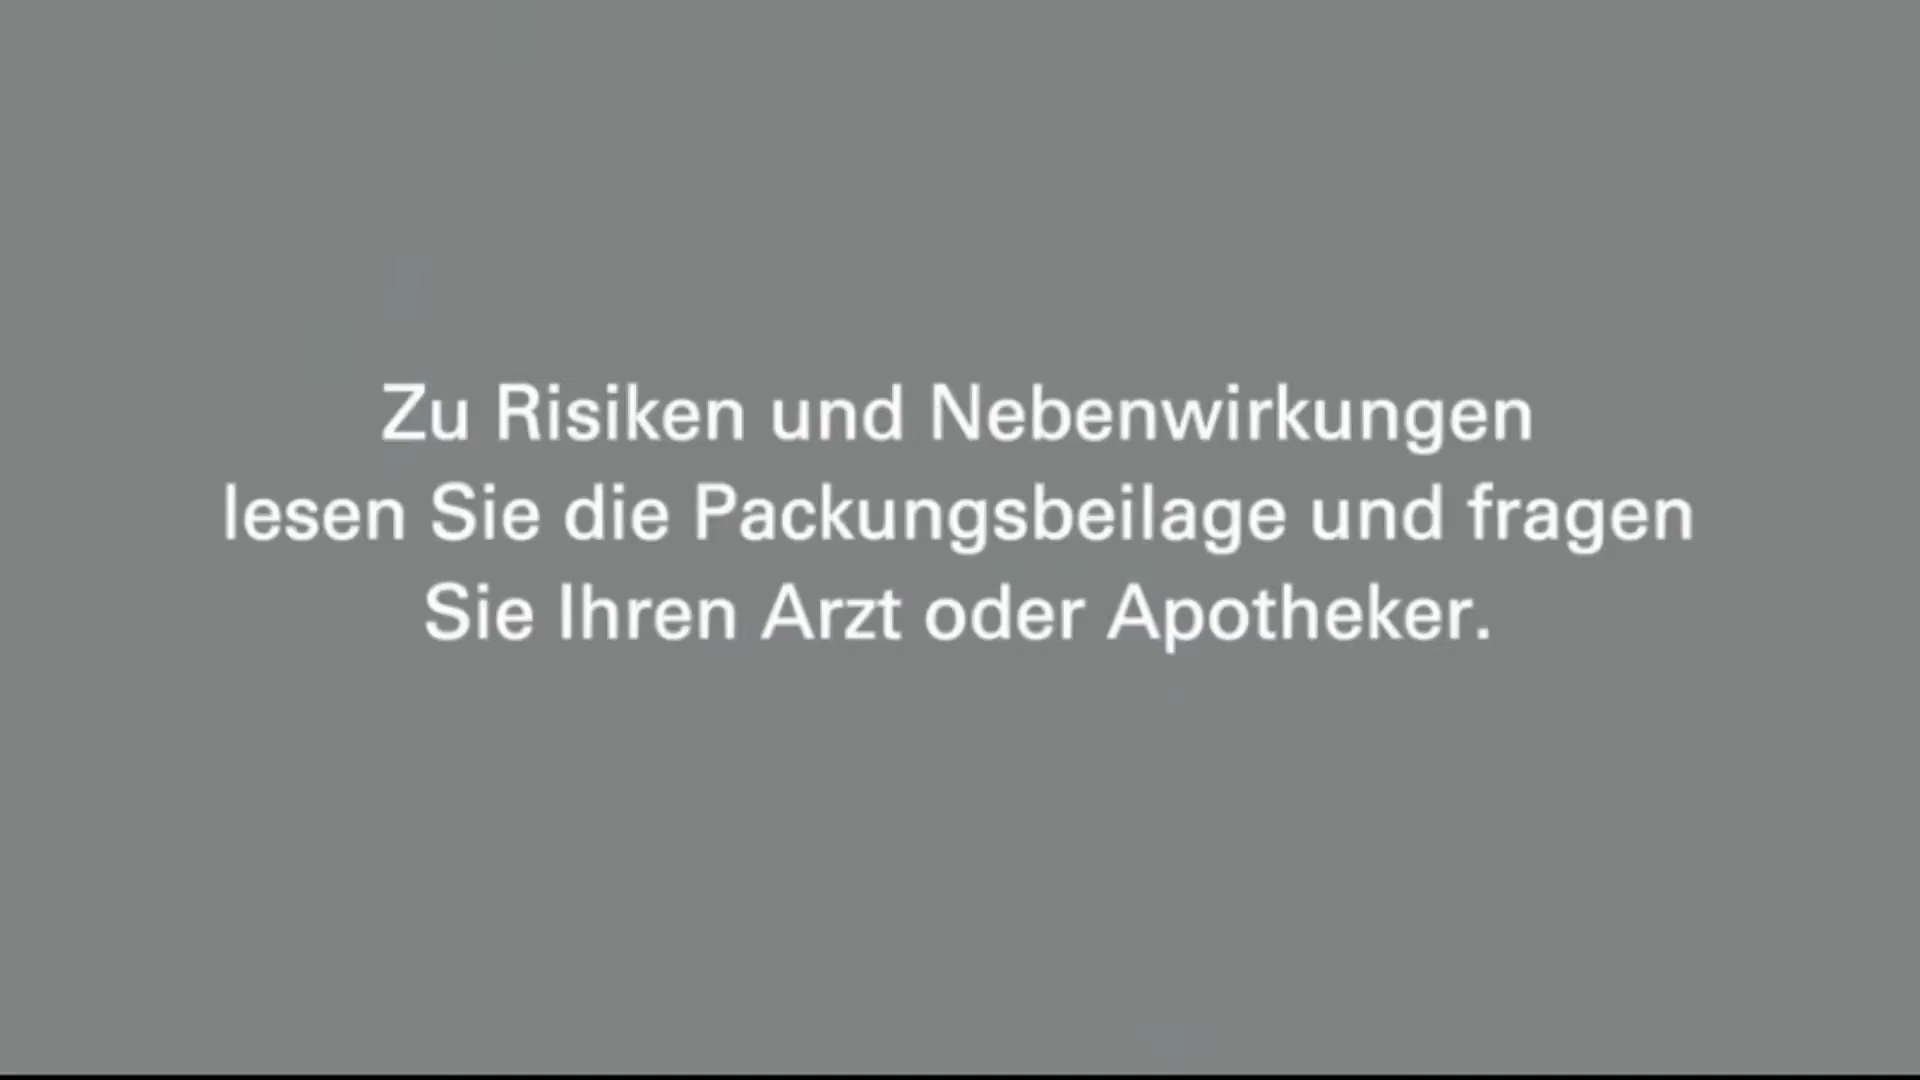 Zu Risiken und Nebenwirkungen
lesen Sie die Packungsbeilage und fragen
Sie Ihren Arzt oder Apotheker.